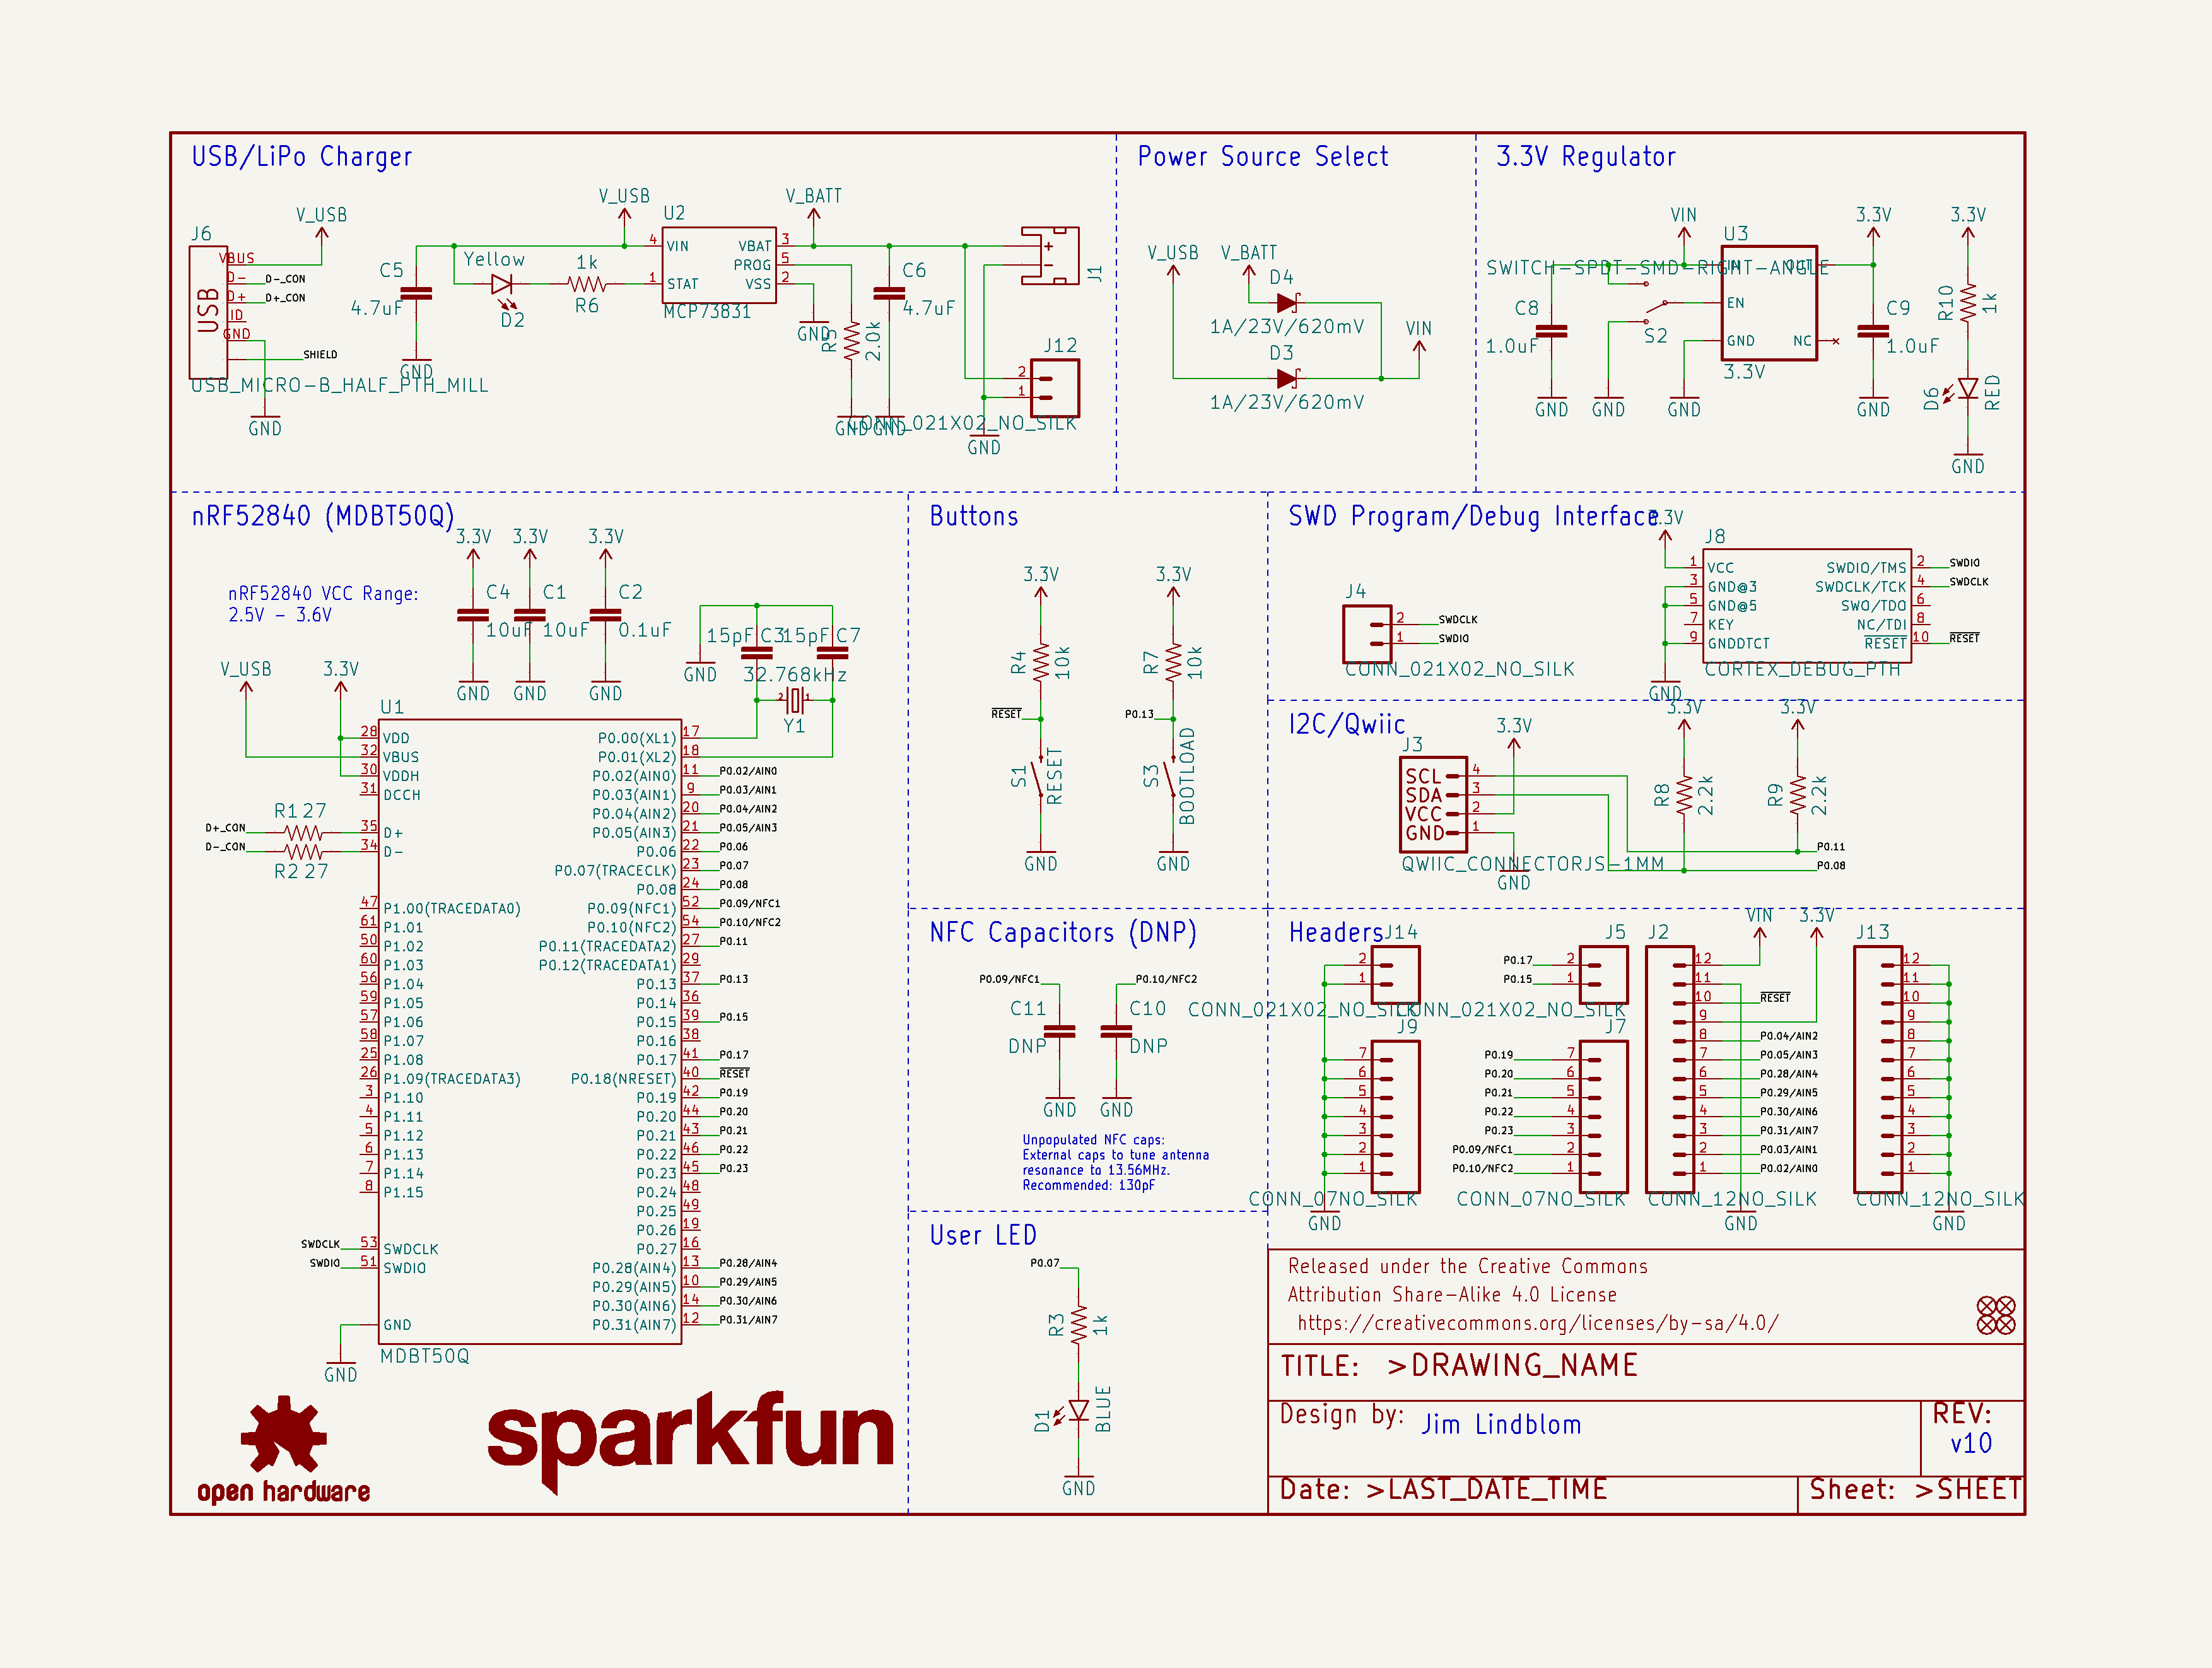 USB/LiPo Charger
V_USB
J6
VBUS
D-
D-_CON
D+
D+_CON
ID
GND
SHIELD
USB
USB_MICRO-B_HALF_PTH_MILL
GND
C5
4.7uF
GND
Yellow
D2
1k
R6
V_USB
U2
4 VIN VBAT 3
PROG 5
1 STAT VSS 2
MCP73831
V_BATT
GND
R5
2.0k
GND
C6
4.7uF
GND
+
-
J1
J12
2
1
CONN_021X02_NO_SILK
GND
Power Source Select
V_USB
V_BATT
D4
1A/23V/620mV
D3
1A/23V/620mV
VIN
3.3V Regulator
VIN
U3
SWITCH-SPDT-SMD-RIGHT-ANGLE
IN OUT
EN
GND NC
3.3V
C8
1.0uF
S2
GND
GND
GND
3.3V
C9
1.0uF
GND
3.3V
R10
1k
D6
RED
GND
nRF52840 (MDBT50Q)
nRF52840 VCC Range:
2.5V - 3.6V
3.3V
C4
10uF
GND
3.3V
C1
10uF
GND
3.3V
C2
0.1uF
GND
15pF C3
15pF C7
GND
32.768kHz
2 1
Y1
V_USB
3.3V
U1
28 VDD
32 VBUS
30 VDDH
31 DCCH
R1 27
D+_CON
35 D+
D-_CON
34 D-
R2 27
47 P1.00(TRACEDATA0)
61 P1.01
50 P1.02
60 P1.03
56 P1.04
59 P1.05
57 P1.06
58 P1.07
25 P1.08
26 P1.09(TRACEDATA3)
3 P1.10
4 P1.11
5 P1.12
6 P1.13
7 P1.14
8 P1.15
SWDCLK 53 SWDCLK
SWDIO 51 SWDIO
GND
GND
MDBT50Q
P0.00(XL1) 17
P0.01(XL2) 18
P0.02(AIN0) 11 P0.02/AIN0
P0.03(AIN1) 9 P0.03/AIN1
P0.04(AIN2) 20 P0.04/AIN2
P0.05(AIN3) 21 P0.05/AIN3
P0.06 22 P0.06
P0.07(TRACECLK) 23 P0.07
P0.08 24 P0.08
P0.09(NFC1) 52 P0.09/NFC1
P0.10(NFC2) 54 P0.10/NFC2
P0.11(TRACEDATA2) 27 P0.11
P0.12(TRACEDATA1) 29
P0.13 37 P0.13
P0.14 36
P0.15 39 P0.15
P0.16 38
P0.17 41 P0.17
P0.18(NRESET) 40 RESET
P0.19 42 P0.19
P0.20 44 P0.20
P0.21 43 P0.21
P0.22 46 P0.22
P0.23 45 P0.23
P0.24 48
P0.25 49
P0.26 19
P0.27 16
P0.28(AIN4) 13 P0.28/AIN4
P0.29(AIN5) 10 P0.29/AIN5
P0.30(AIN6) 14 P0.30/AIN6
P0.31(AIN7) 12 P0.31/AIN7
open hardware
sparkfun
Buttons
3.3V
R4
10k
RESET
S1
RESET
GND
3.3V
R7
10k
P0.13
S3
BOOTLOAD
GND
NFC Capacitors (DNP)
P0.09/NFC1
C11
DNP
GND
P0.10/NFC2
C10
DNP
GND
Unpopulated NFC caps:
External caps to tune antenna
resonance to 13.56MHz.
Recommended: 130pF
User LED
P0.07
R3
1k
D1
BLUE
GND
SWD Program/Debug Interface
J4
2 SWDCLK
1 SWDIO
CONN_021X02_NO_SILK
3.3V
J8
1 VCC SWDIO/TMS 2 SWDIO
3 GND@3 SWDCLK/TCK 4 SWDCLK
5 GND@5 SWO/TDO 6
7 KEY NC/TDI 8
9 GNDDTCT RESET 10 RESET
CORTEX_DEBUG_PTH
GND
I2C/Qwiic
J3
SCL 4
SDA 3
VCC 2
GND 1
QWIIC_CONNECTORJS-1MM
3.3V
GND
3.3V
R8
2.2k
3.3V
R9
2.2k
P0.11
P0.08
Headers
J14
2
1
CONN_021X02_NO_SILK
J9
7
6
5
4
3
2
1
CONN_07NO_SILK
GND
J5
P0.17 2
P0.15 1
CONN_021X02_NO_SILK
J7
P0.19 7
P0.20 6
P0.21 5
P0.22 4
P0.23 3
P0.09/NFC1 2
P0.10/NFC2 1
CONN_07NO_SILK
J2
VIN
3.3V
12
11
10 RESET
9
8 P0.04/AIN2
7 P0.05/AIN3
6 P0.28/AIN4
5 P0.29/AIN5
4 P0.30/AIN6
3 P0.31/AIN7
2 P0.03/AIN1
1 P0.02/AIN0
CONN_12NO_SILK
GND
J13
12
11
10
9
8
7
6
5
4
3
2
1
CONN_12NO_SILK
GND
Released under the Creative Commons
Attribution Share-Alike 4.0 License
https://creativecommons.org/licenses/by-sa/4.0/
TITLE: >DRAWING_NAME
Design by: Jim Lindblom
REV:
v10
Date: >LAST_DATE_TIME
Sheet: >SHEET